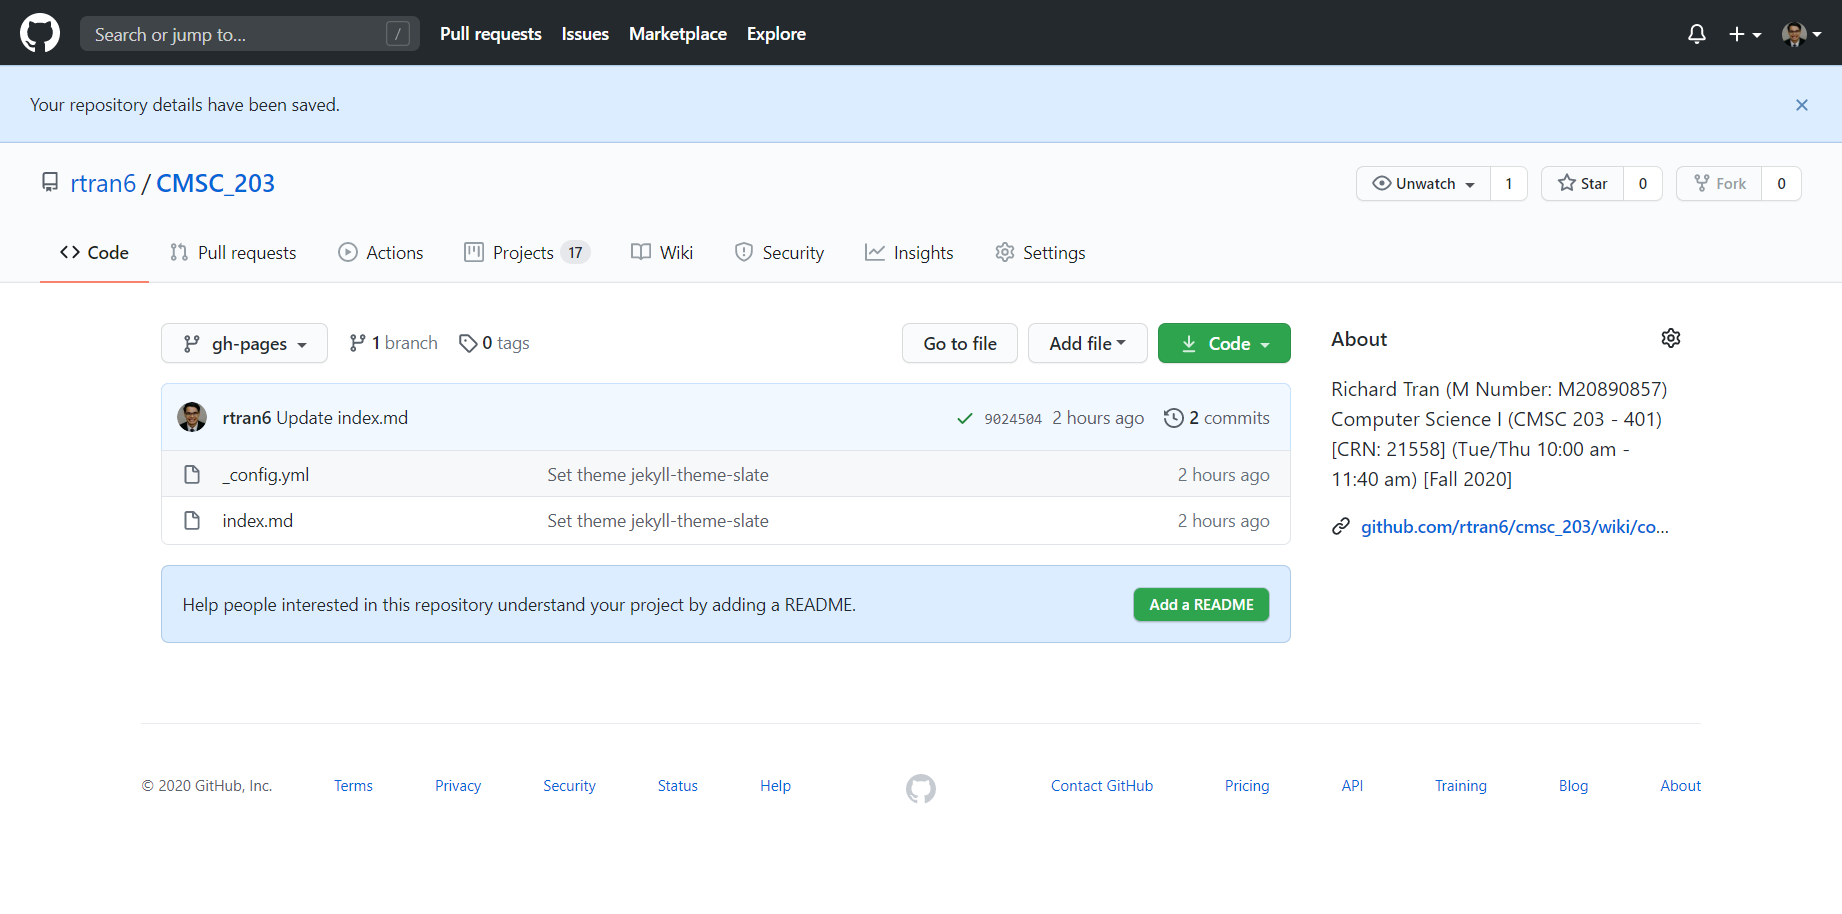 Search or jump to... / Pull requests Issues Marketplace Explore
Your repository details have been saved.
rtran6 / CMSC_203 Unwatch 1 Star 0 Fork 0
Code Pull requests Actions Projects 17 Wiki Security Insights Settings
gh-pages 1 branch 0 tags Go to file Add file Code
rtran6 Update index.md 9024504 2 hours ago 2 commits
_config.yml Set theme jekyll-theme-slate 2 hours ago
index.md Set theme jekyll-theme-slate 2 hours ago
Help people interested in this repository understand your project by adding a README. Add a README
About
Richard Tran (M Number: M20890857)
Computer Science I (CMSC 203 - 401)
[CRN: 21558] (Tue/Thu 10:00 am -
11:40 am) [Fall 2020]
github.com/rtran6/cmsc_203/wiki/co...
© 2020 GitHub, Inc. Terms Privacy Security Status Help Contact GitHub Pricing API Training Blog About